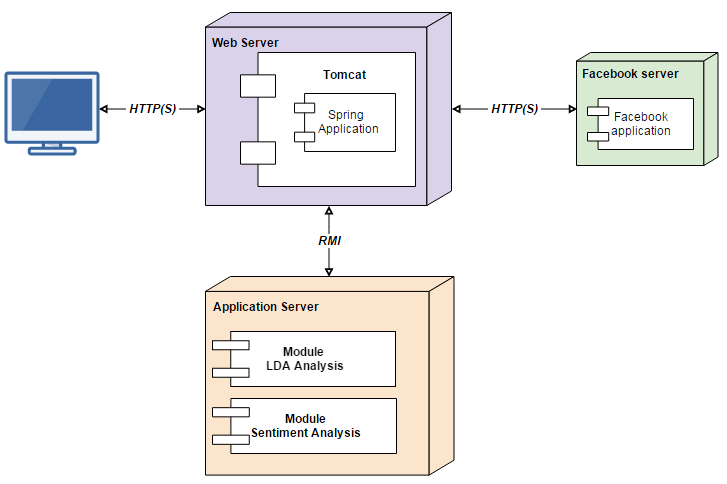 Web Server
Tomcat
Facebook server
HTTP(S)
Spring
Application
HTTP(S)
Facebook
application
RMI
Application Server
Module
LDA Analysis
Module
Sentiment Analysis